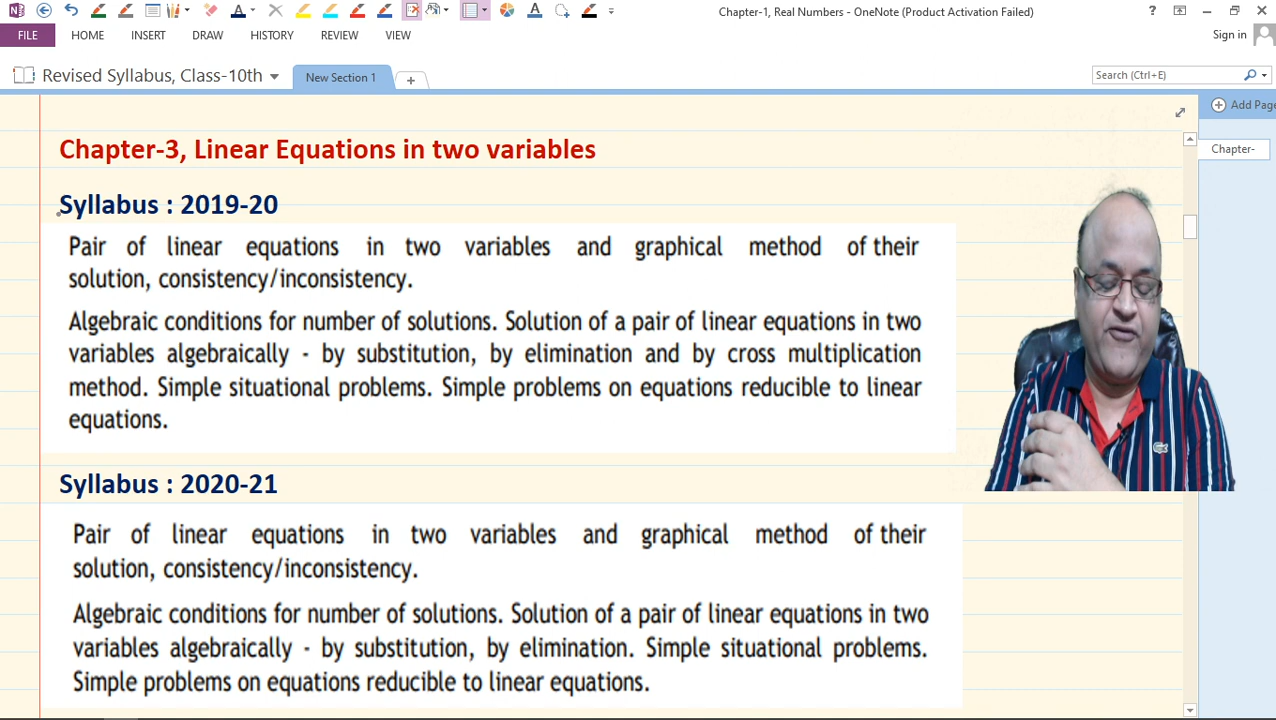 Chapter-1, Real Numbers - OneNote (Product Activation Failed)
FILE HOME INSERT DRAW HISTORY REVIEW VIEW
Sign in
Revised Syllabus, Class-10th
New Section 1
Search (Ctrl+E)
Add Page
Chapter-
Chapter-3, Linear Equations in two variables
Syllabus : 2019-20
Pair of linear equations in two variables and graphical method of their
solution, consistency/inconsistency.
Algebraic conditions for number of solutions. Solution of a pair of linear equations in two
variables algebraically - by substitution, by elimination and by cross multiplication
method. Simple situational problems. Simple problems on equations reducible to linear
equations.
Syllabus : 2020-21
Pair of linear equations in two variables and graphical method of their
solution, consistency/inconsistency.
Algebraic conditions for number of solutions. Solution of a pair of linear equations in two
variables algebraically - by substitution, by elimination. Simple situational problems.
Simple problems on equations reducible to linear equations.